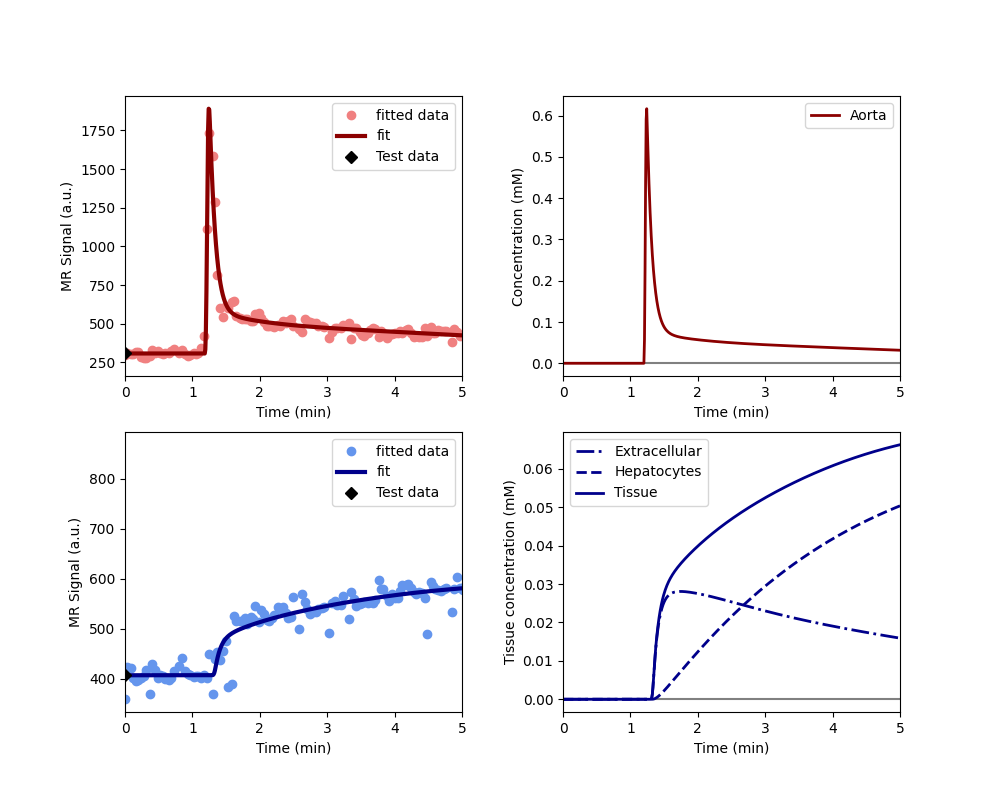 MR Signal (a.u.)
1750
1500
1250
1000
750
500
250
fitted data
fit
Test data
0 1 2 3 4 5
Time (min)
Concentration (mM)
0.6
0.5
0.4
0.3
0.2
0.1
0.0
Aorta
0 1 2 3 4 5
Time (min)
MR Signal (a.u.)
800
700
600
500
400
fitted data
fit
Test data
0 1 2 3 4 5
Time (min)
Tissue concentration (mM)
0.06
0.05
0.04
0.03
0.02
0.01
0.00
Extracellular
Hepatocytes
Tissue
0 1 2 3 4 5
Time (min)